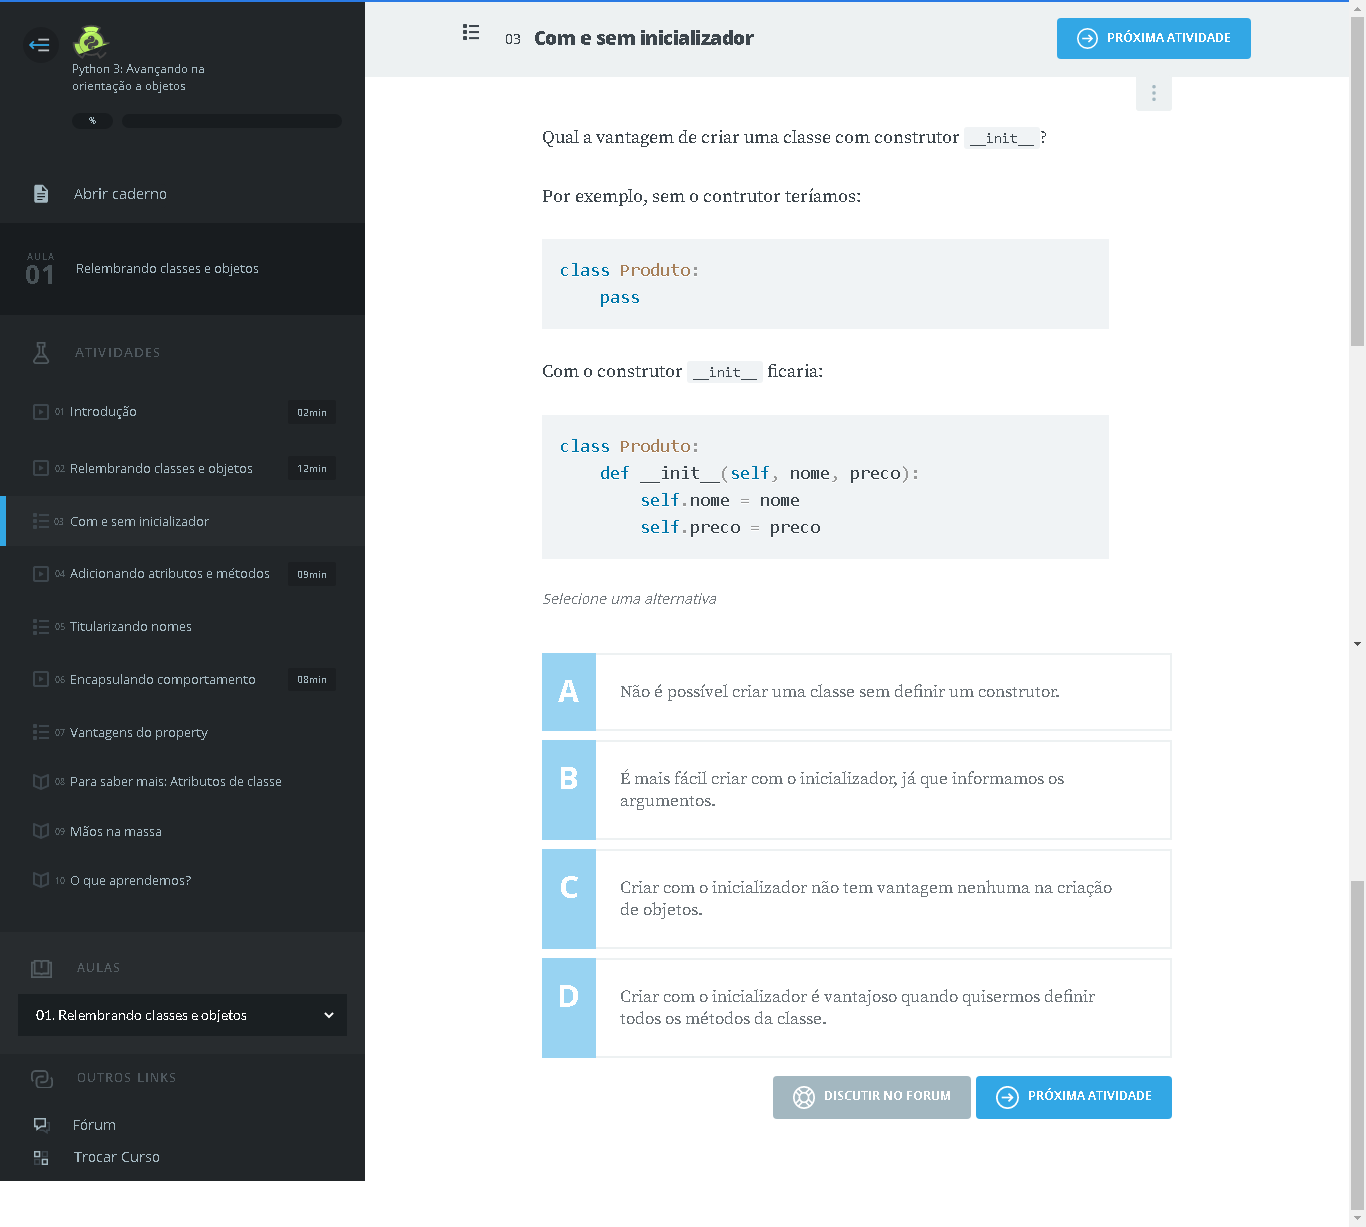 Python 3: Avançando na
orientação a objetos
%
Abrir caderno
AULA
01
Relembrando classes e objetos
ATIVIDADES
01 Introdução 02min
02 Relembrando classes e objetos 12min
03 Com e sem inicializador
04 Adicionando atributos e métodos 09min
05 Titularizando nomes
06 Encapsulando comportamento 08min
07 Vantagens do property
08 Para saber mais: Atributos de classe
09 Mãos na massa
10 O que aprendemos?
AULAS
01. Relembrando classes e objetos
OUTROS LINKS
Fórum
Trocar Curso
03 Com e sem inicializador
PRÓXIMA ATIVIDADE
Qual a vantagem de criar uma classe com construtor __init__?
Por exemplo, sem o contrutor teríamos:
class Produto:
    pass
Com o construtor __init__ ficaria:
class Produto:
    def __init__(self, nome, preco):
        self.nome = nome
        self.preco = preco
Selecione uma alternativa
A
Não é possível criar uma classe sem definir um construtor.
B
É mais fácil criar com o inicializador, já que informamos os
argumentos.
C
Criar com o inicializador não tem vantagem nenhuma na criação
de objetos.
D
Criar com o inicializador é vantajoso quando quisermos definir
todos os métodos da classe.
DISCUTIR NO FORUM
PRÓXIMA ATIVIDADE